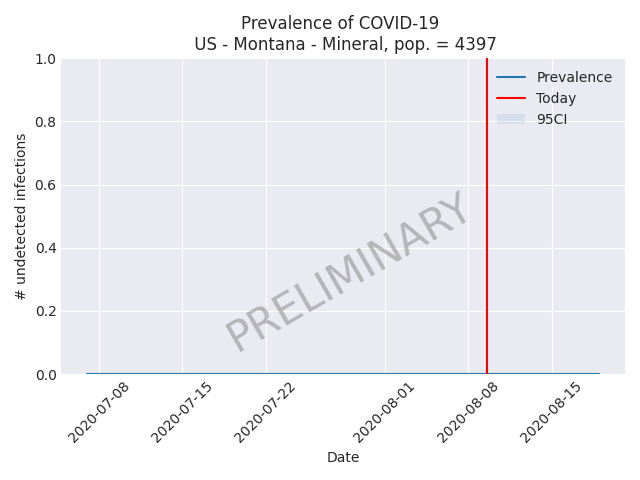 Prevalence of COVID-19
US - Montana - Mineral, pop. = 4397
1.0
0.8
0.6
0.4
0.2
0.0
# undetected infections
Prevalence
Today
95CI
PRELIMINARY
2020-07-08
2020-07-15
2020-07-22
2020-08-01
2020-08-08
2020-08-15
Date